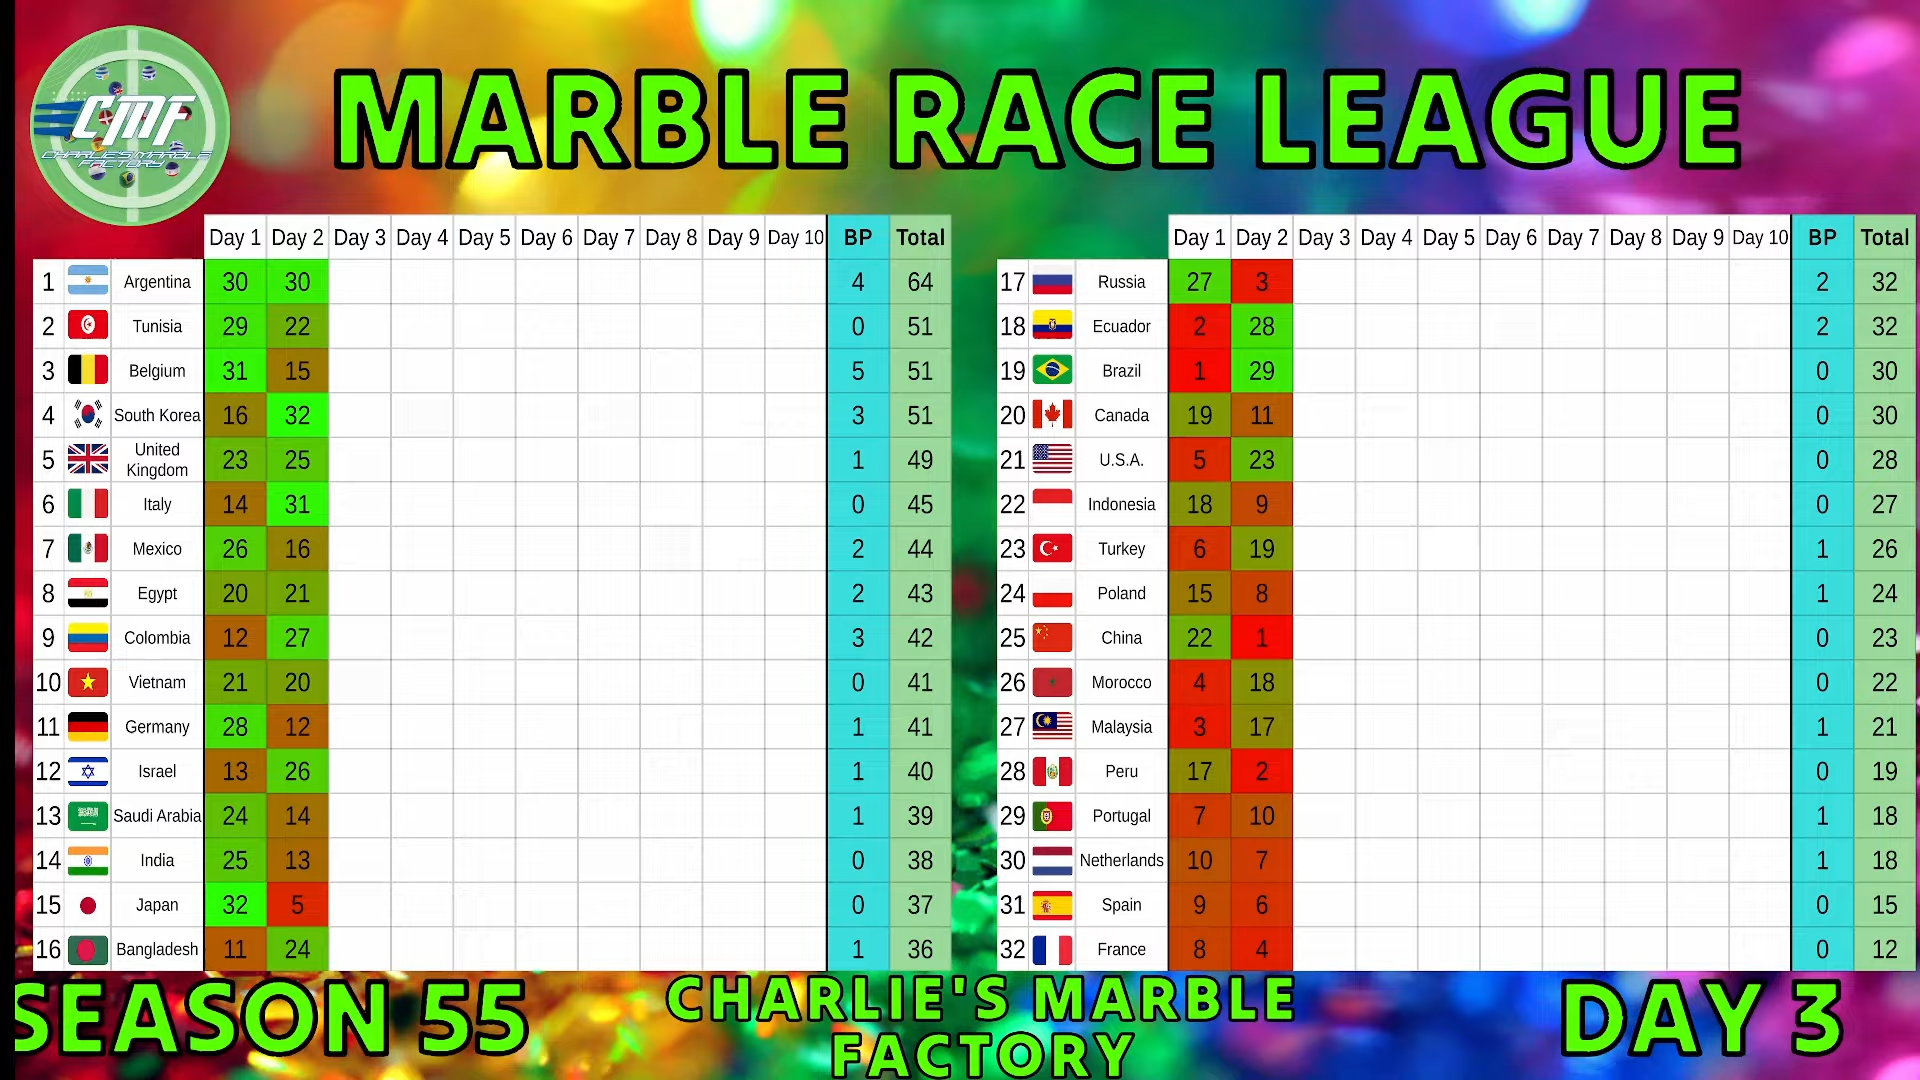 CMF
CHARLIE'S MARBLE
FACTORY
MARBLE RACE LEAGUE
Day 1 Day 2 Day 3 Day 4 Day 5 Day 6 Day 7 Day 8 Day 9 Day 10 BP Total
1 Argentina 30 30 4 64
2 Tunisia 29 22 0 51
3 Belgium 31 15 5 51
4 South Korea 16 32 3 51
5 United Kingdom 23 25 1 49
6 Italy 14 31 0 45
7 Mexico 26 16 2 44
8 Egypt 20 21 2 43
9 Colombia 12 27 3 42
10 Vietnam 21 20 0 41
11 Germany 28 12 1 41
12 Israel 13 26 1 40
13 Saudi Arabia 24 14 1 39
14 India 25 13 0 38
15 Japan 32 5 0 37
16 Bangladesh 11 24 1 36
Day 1 Day 2 Day 3 Day 4 Day 5 Day 6 Day 7 Day 8 Day 9 Day 10 BP Total
17 Russia 27 3 2 32
18 Ecuador 2 28 2 32
19 Brazil 1 29 0 30
20 Canada 19 11 0 30
21 U.S.A. 5 23 0 28
22 Indonesia 18 9 0 27
23 Turkey 6 19 1 26
24 Poland 15 8 1 24
25 China 22 1 0 23
26 Morocco 4 18 0 22
27 Malaysia 3 17 1 21
28 Peru 17 2 0 19
29 Portugal 7 10 1 18
30 Netherlands 10 7 1 18
31 Spain 9 6 0 15
32 France 8 4 0 12
SEASON 55
CHARLIE'S MARBLE
FACTORY
DAY 3